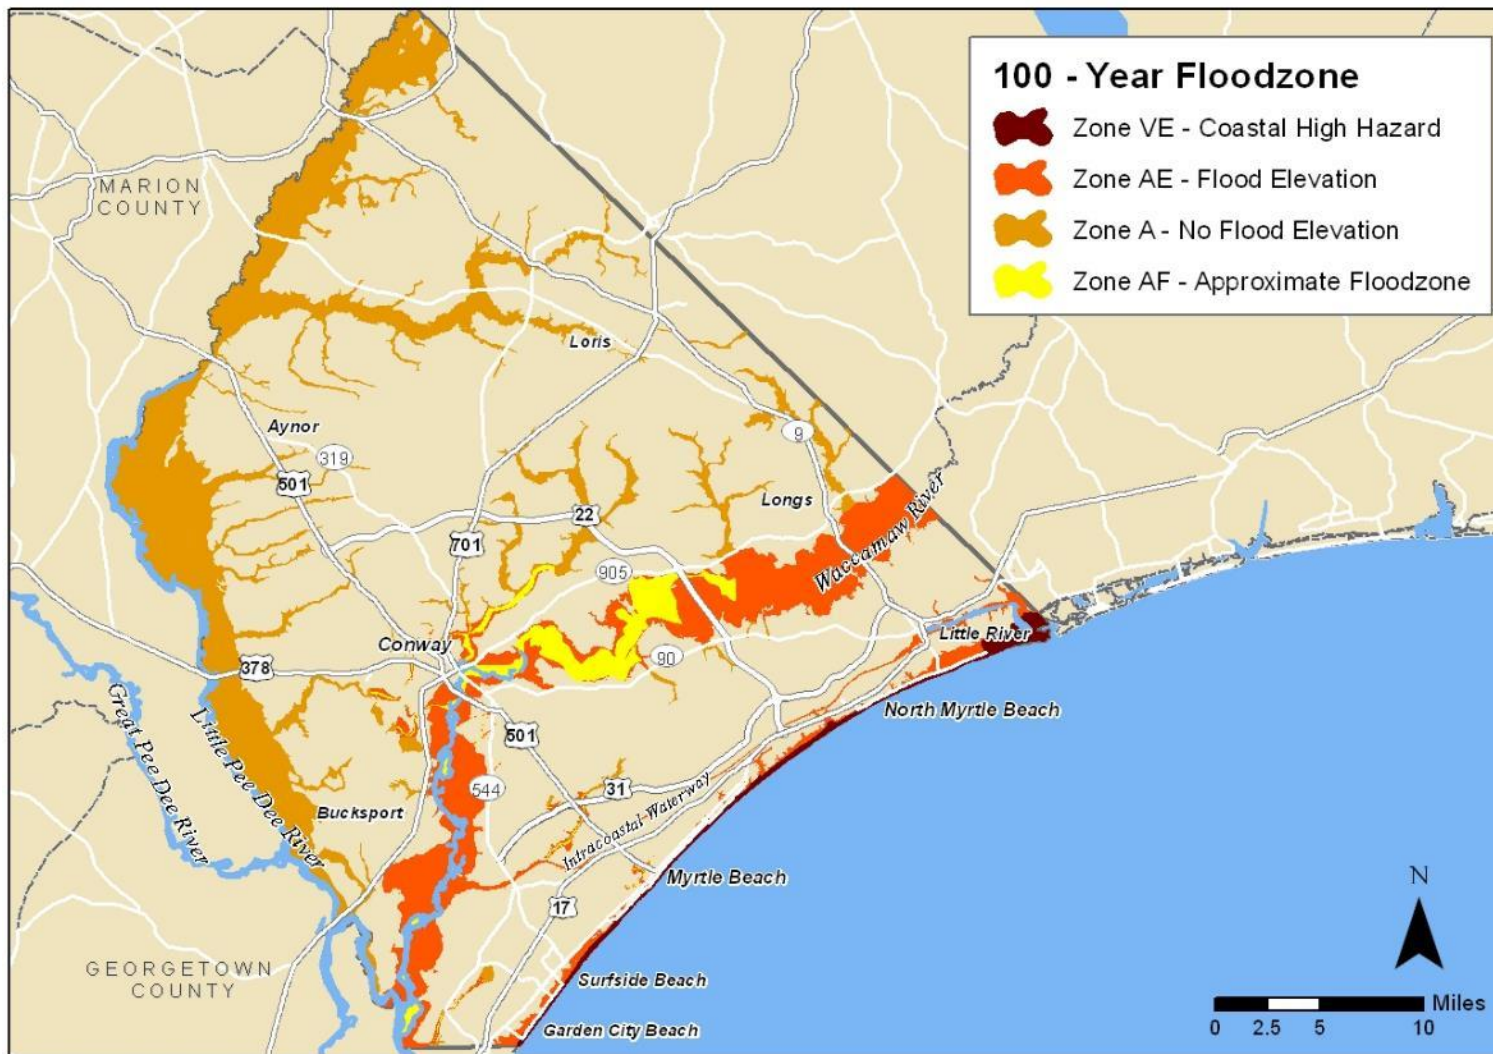 100 - Year Floodzone
Zone VE - Coastal High Hazard
Zone AE - Flood Elevation
Zone A - No Flood Elevation
Zone AF - Approximate Floodzone
MARION
COUNTY
Loris
Aynor
319
501
9
Longs
22
701
Waccamaw River
905
Conway
Little River
90
378
North Myrtle Beach
Great Pee Dee River
Little Pee Dee River
501
544
31
Intracoastal Waterway
Bucksport
Myrtle Beach
17
N
GEORGETOWN
COUNTY
Surfside Beach
Garden City Beach
Miles
0 2.5 5 10